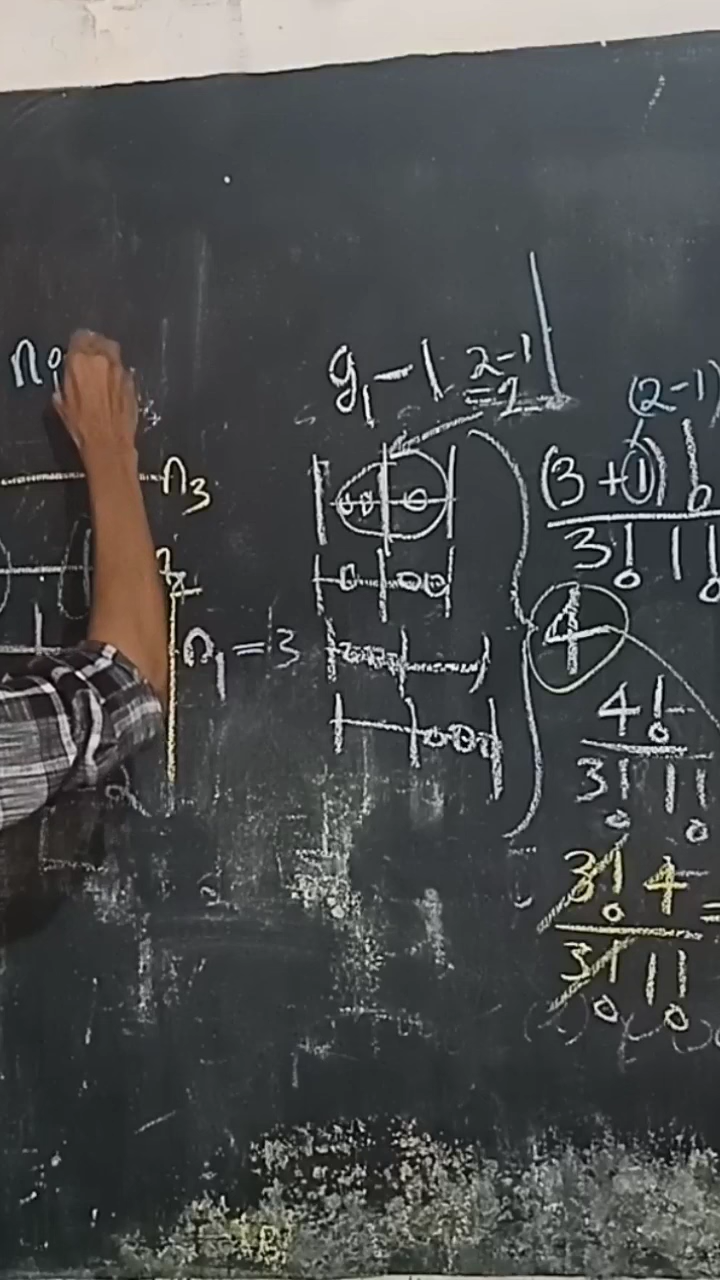 n
g₁ - 1 2-1
=1
(2-1)
(3+1)!
3! 1!
n₃
n₁ = 3
4
4!
3! 1!
3! 4 =
3! 1!